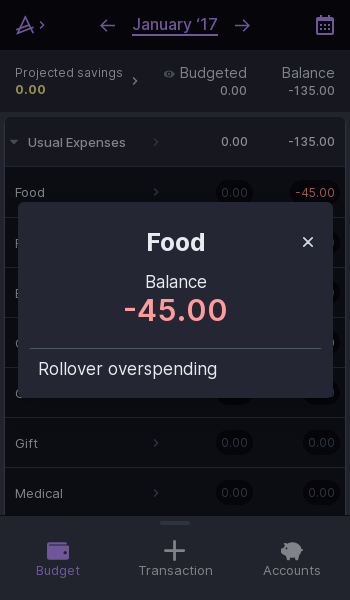 January ‘17
Projected savings
0.00
Budgeted
0.00
Balance
-135.00
Usual Expenses 0.00 -135.00
Food 0.00 -45.00
Food
Balance
-45.00
Rollover overspending
Gift 0.00 0.00
Medical 0.00 0.00
Budget Transaction Accounts